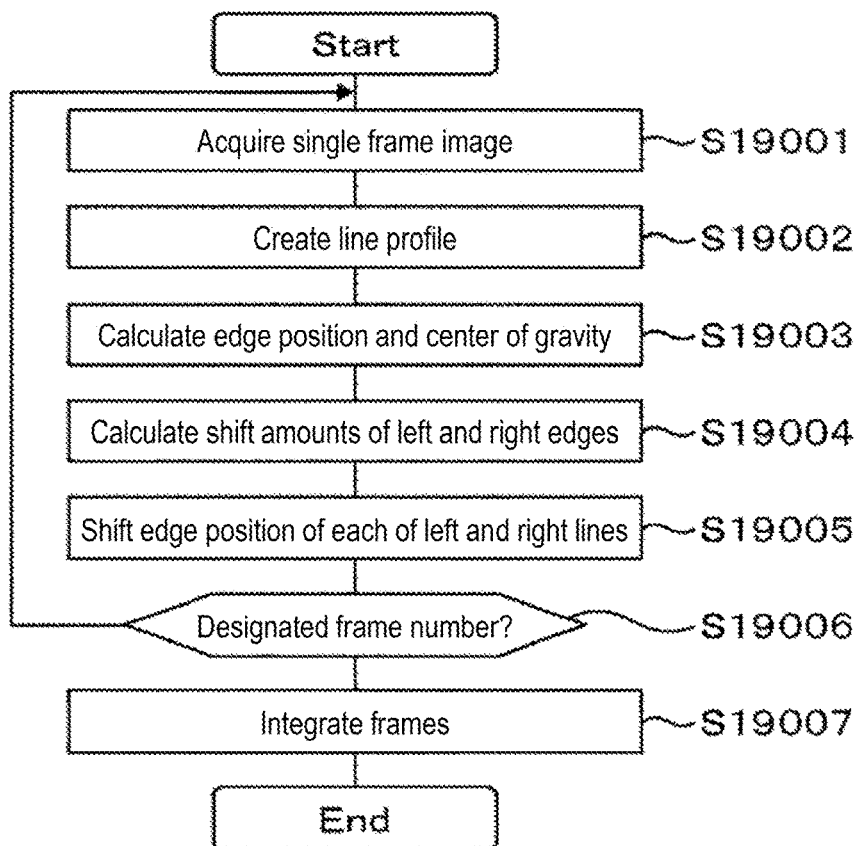 Start
Acquire single frame image S19001
Create line profile S19002
Calculate edge position and center of gravity S19003
Calculate shift amounts of left and right edges S19004
Shift edge position of each of left and right lines S19005
Designated frame number? S19006
Integrate frames S19007
End